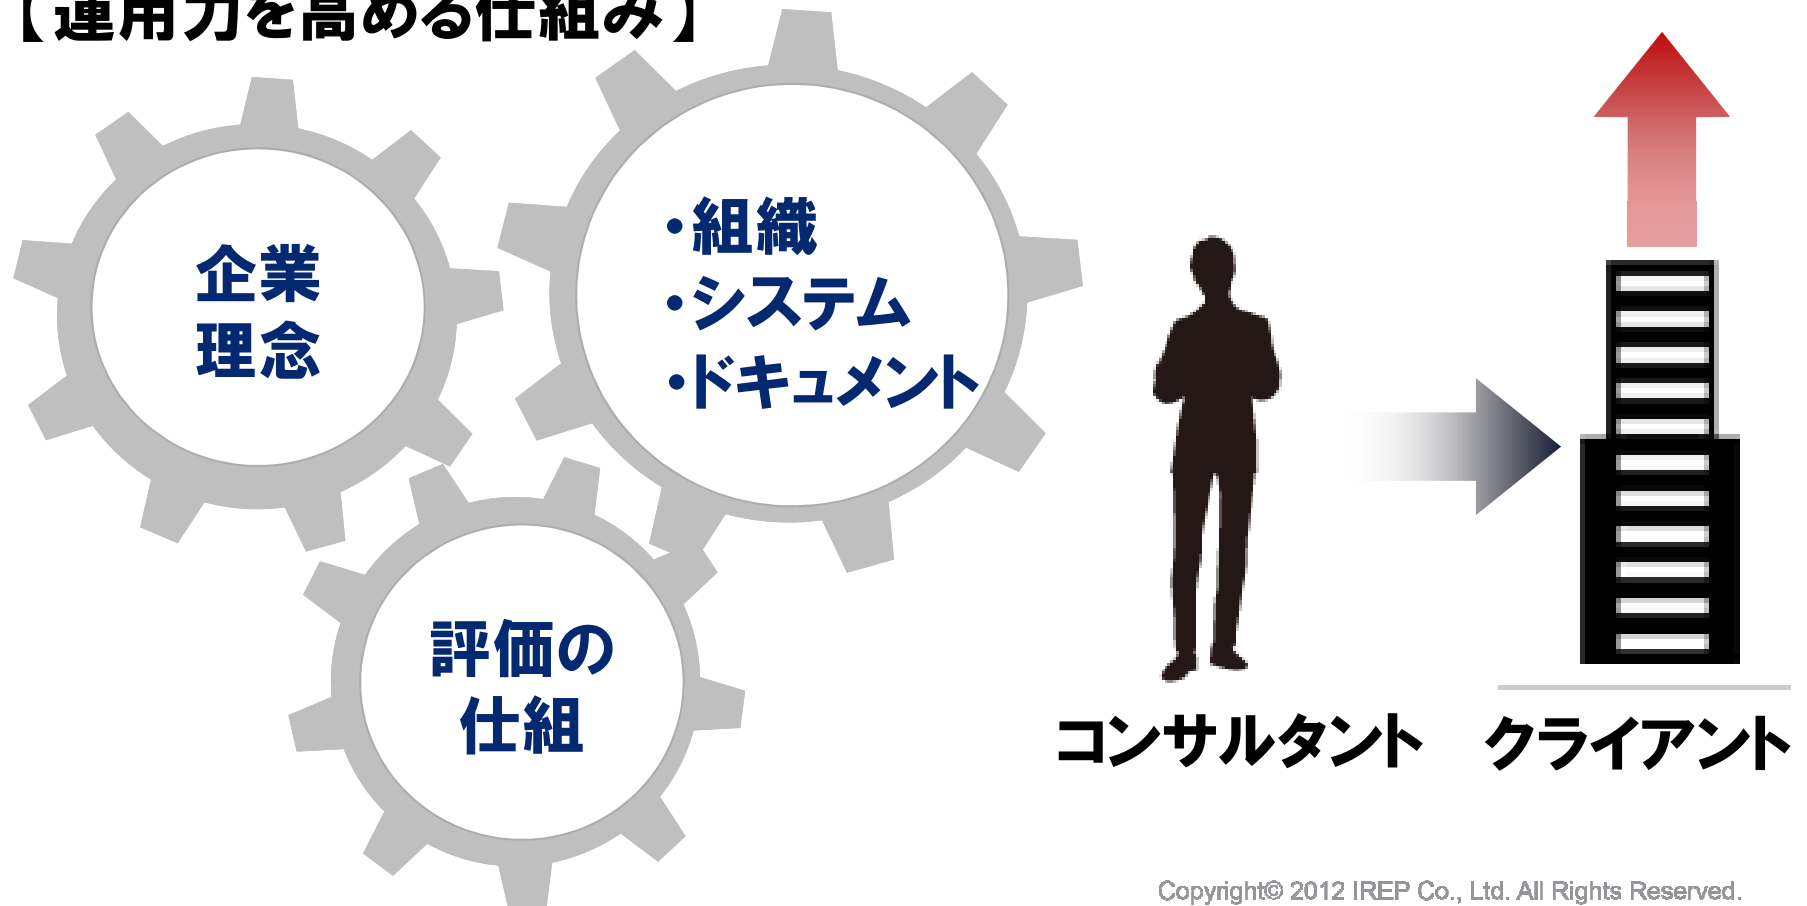 【運用力を高める仕組み】
企業
理念
・組織
・システム
・ドキュメント
評価の
仕組
コンサルタント
クライアント
Copyright© 2012 IREP Co., Ltd. All Rights Reserved.